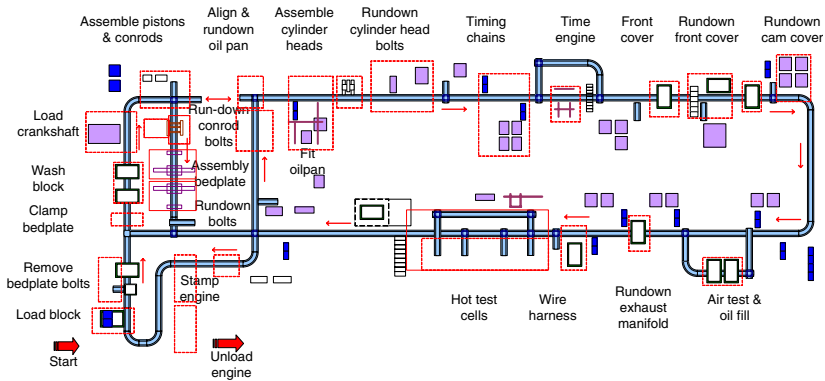 Assemble pistons
& conrods
Align &
rundown
oil pan
Assemble
cylinder
heads
Rundown
cylinder head
bolts
Timing
chains
Time
engine
Front
cover
Rundown
front cover
Rundown
cam cover
Load
crankshaft
Run-down
conrod
bolts
Fit
oilpan
Wash
block
Assembly
bedplate
Clamp
bedplate
Rundown
bolts
Remove
bedplate bolts
Stamp
engine
Load block
Hot test
cells
Wire
harness
Rundown
exhaust
manifold
Air test &
oil fill
Start
Unload
engine